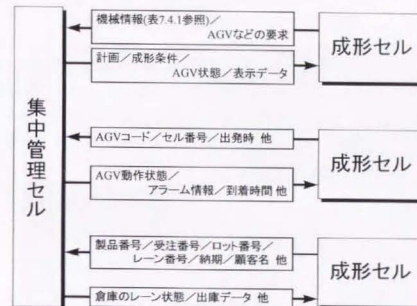 機械情報(表7.4.1参照)／
AGVなどの要求
計画／成形条件／
AGV状態／表示データ
成形セル
集中管理セル
AGVコード／セル番号／出発時 他
AGV動作状態／
アラーム情報／到着時間 他
成形セル
製品番号／受注番号／ロット番号／
レーン番号／納期／顧客名 他
倉庫のレーン状態／出庫データ 他
成形セル